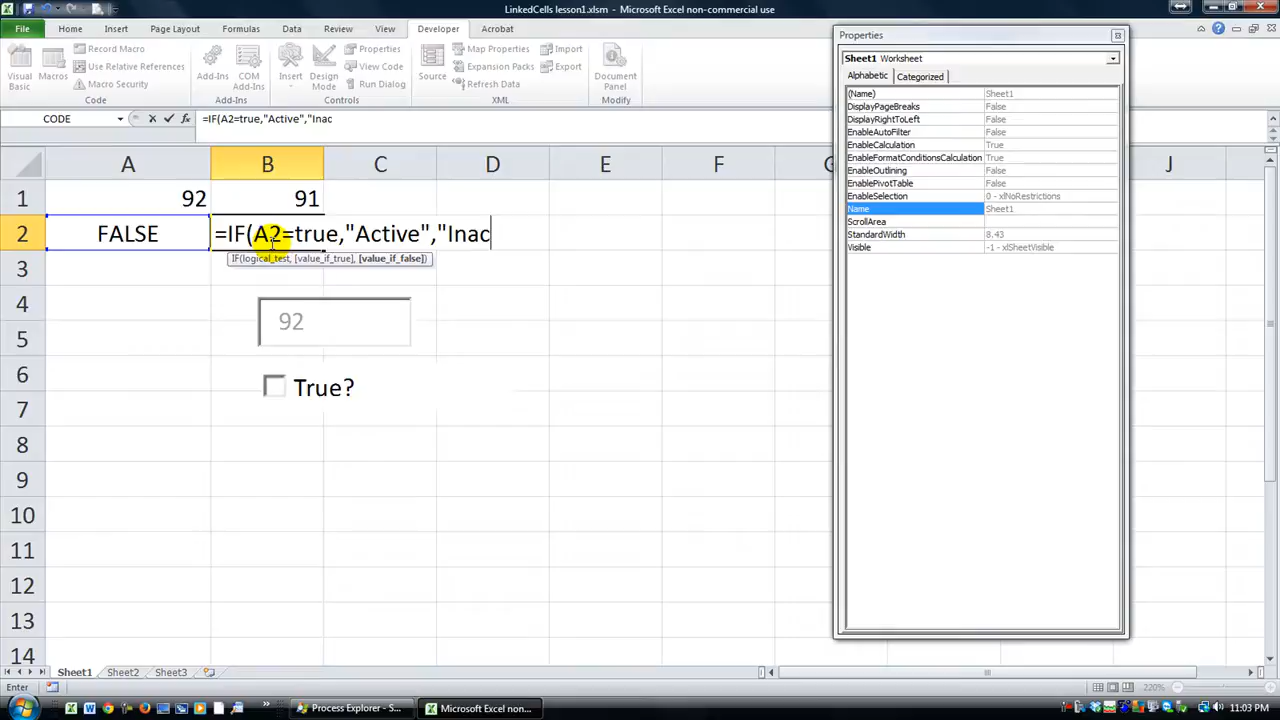 LinkedCells lesson1.xlsm - Microsoft Excel non-commercial use
File Home Insert Page Layout Formulas Data Review View Developer Acrobat
Visual Basic
Macros
Record Macro
Use Relative References
Macro Security
Code
Add-Ins
COM Add-Ins
Add-Ins
Insert
Design Mode
Properties
View Code
Run Dialog
Controls
Source
Map Properties
Expansion Packs
Refresh Data
Import
Export
XML
Document Panel
Modify
CODE
fx
=IF(A2=true,"Active","Inac
A B C D E F G J
1 92 91
2 FALSE =IF(A2=true,"Active","Inac
IF(logical_test, [value_if_true], [value_if_false])
3
4
92
5
6
True?
7
8
9
10
11
12
13
14
Properties
Sheet1 Worksheet
Alphabetic Categorized
(Name) Sheet1
DisplayPageBreaks False
DisplayRightToLeft False
EnableAutoFilter False
EnableCalculation True
EnableFormatConditionsCalculation True
EnableOutlining False
EnablePivotTable False
EnableSelection 0 - xlNoRestrictions
Name Sheet1
ScrollArea
StandardWidth 8.43
Visible -1 - xlSheetVisible
Sheet1 Sheet2 Sheet3
Enter
220%
Process Explorer - S...
Microsoft Excel non-...
11:03 PM